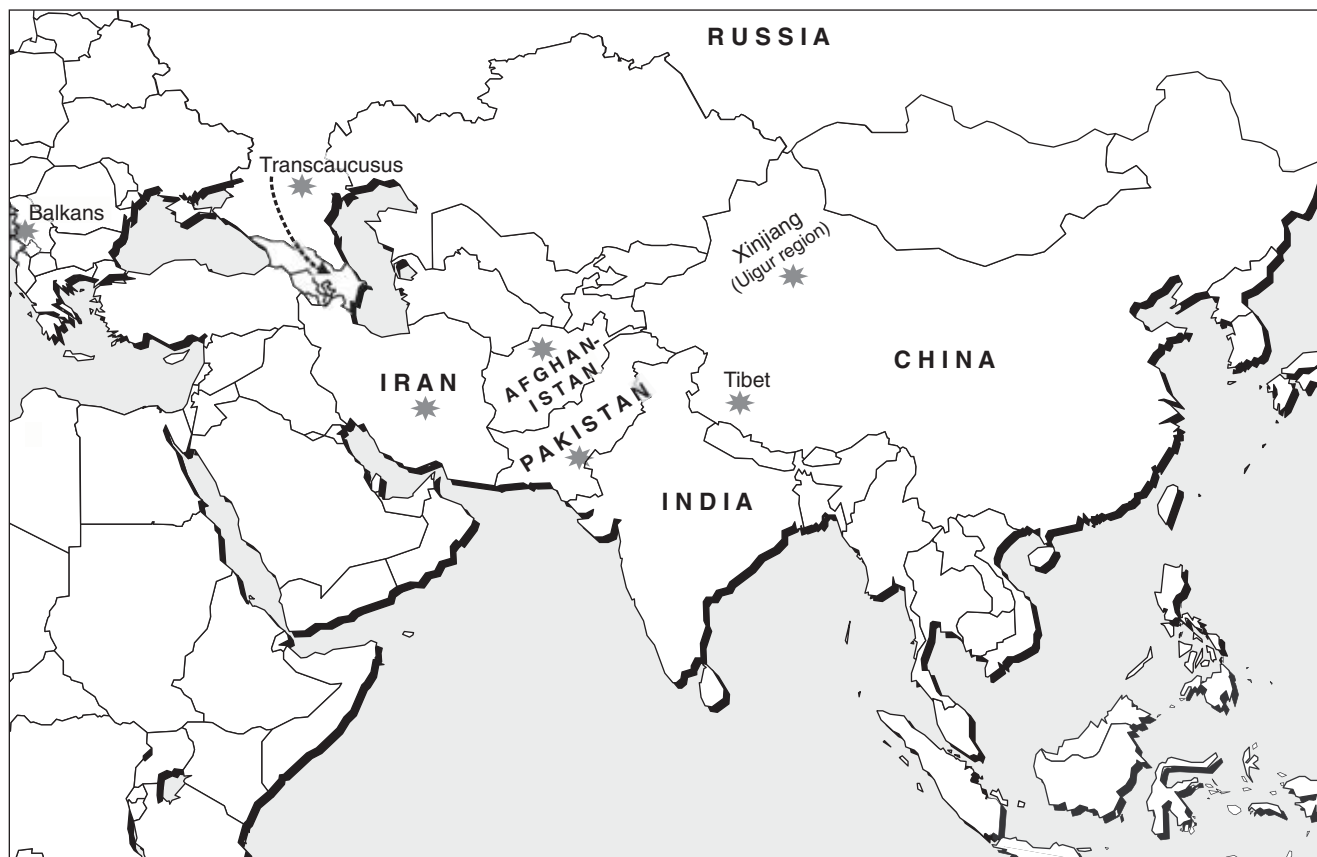 RUSSIA
Transcaucusus
Balkans
Xinjiang
(Uigur region)
CHINA
AFGHAN-
ISTAN
IRAN
Tibet
PAKISTAN
INDIA